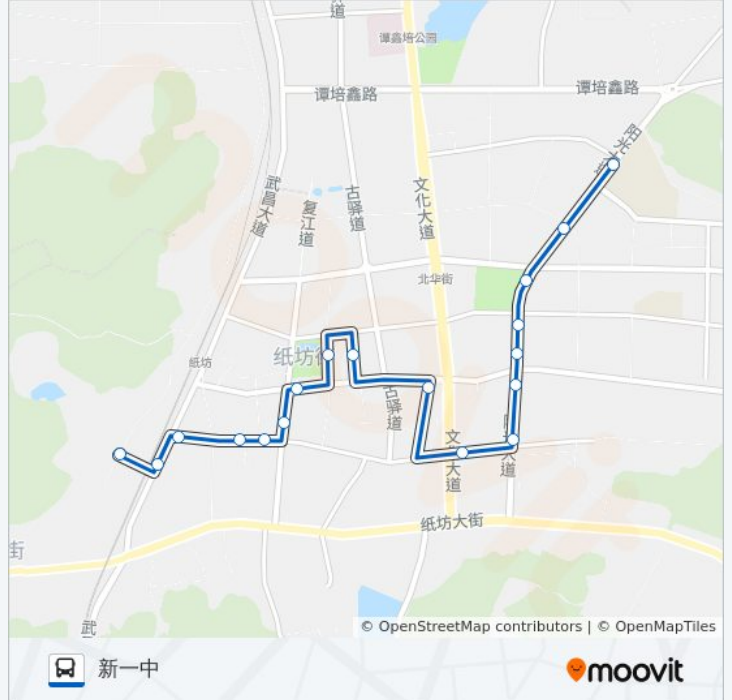 道
谭鑫培公园
谭培鑫路
谭培鑫路
阳光大道
武昌大道
复江道
古驿道
文化大道
北华街
纸坊
纸坊街
古驿道
文化大道
大道
纸坊大街
街
武
© OpenStreetMap contributors | © OpenMapTiles
新一中
moovit